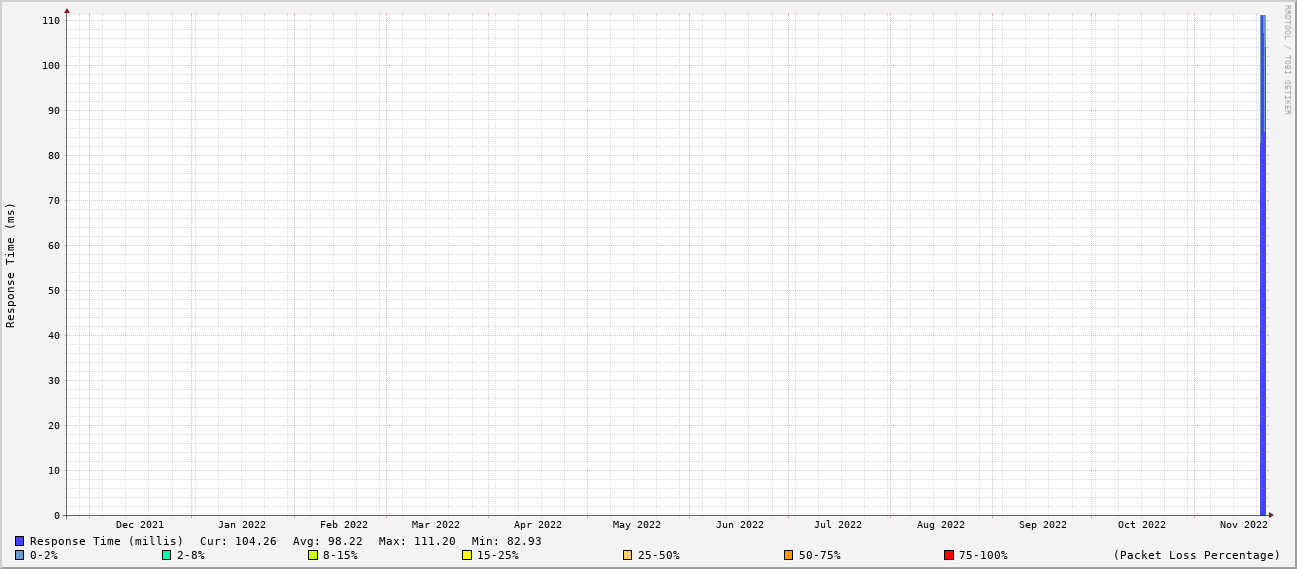 RRDTOOL / TOBI OETIKER
Response Time (ms)
110
100
90
80
70
60
50
40
30
20
10
0
Dec 2021 Jan 2022 Feb 2022 Mar 2022 Apr 2022 May 2022 Jun 2022 Jul 2022 Aug 2022 Sep 2022 Oct 2022 Nov 2022
Response Time (millis) Cur: 104.26 Avg: 98.22 Max: 111.20 Min: 82.93
0-2% 2-8% 8-15% 15-25% 25-50% 50-75% 75-100% (Packet Loss Percentage)